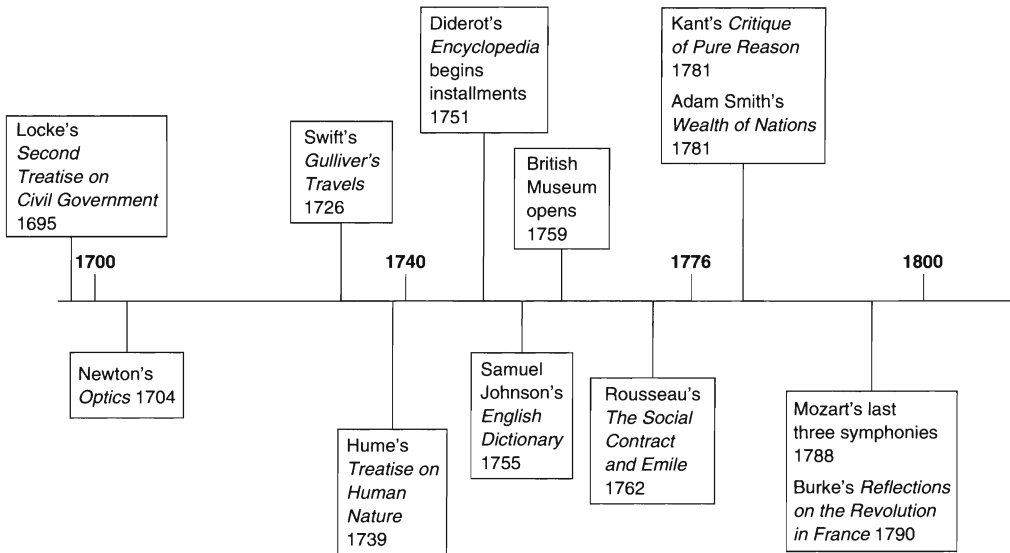 Locke's
Second
Treatise on
Civil Government
1695
Swift's
Gulliver's
Travels
1726
Diderot's
Encyclopedia
begins
installments
1751
British
Museum
opens
1759
Kant's Critique
of Pure Reason
1781
Adam Smith's
Wealth of Nations
1781
1700
1740
1776
1800
Newton's
Optics 1704
Hume's
Treatise on
Human
Nature
1739
Samuel
Johnson's
English
Dictionary
1755
Rousseau's
The Social
Contract
and Emile
1762
Mozart's last
three symphonies
1788
Burke's Reflections
on the Revolution
in France 1790